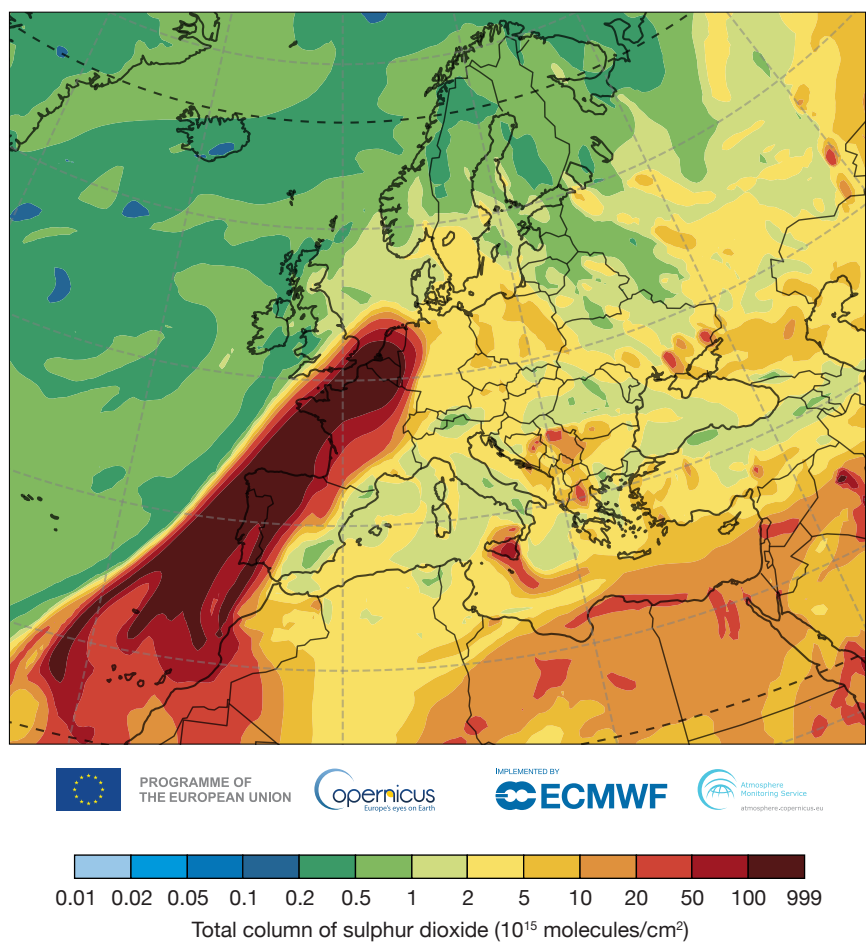 PROGRAMME OF
THE EUROPEAN UNION
opernicus
Europe's eyes on Earth
IMPLEMENTED BY
ECMWF
Atmosphere
Monitoring Service
atmosphere.copernicus.eu
0.01 0.02 0.05 0.1 0.2 0.5 1 2 5 10 20 50 100 999
Total column of sulphur dioxide (10¹⁵ molecules/cm²)